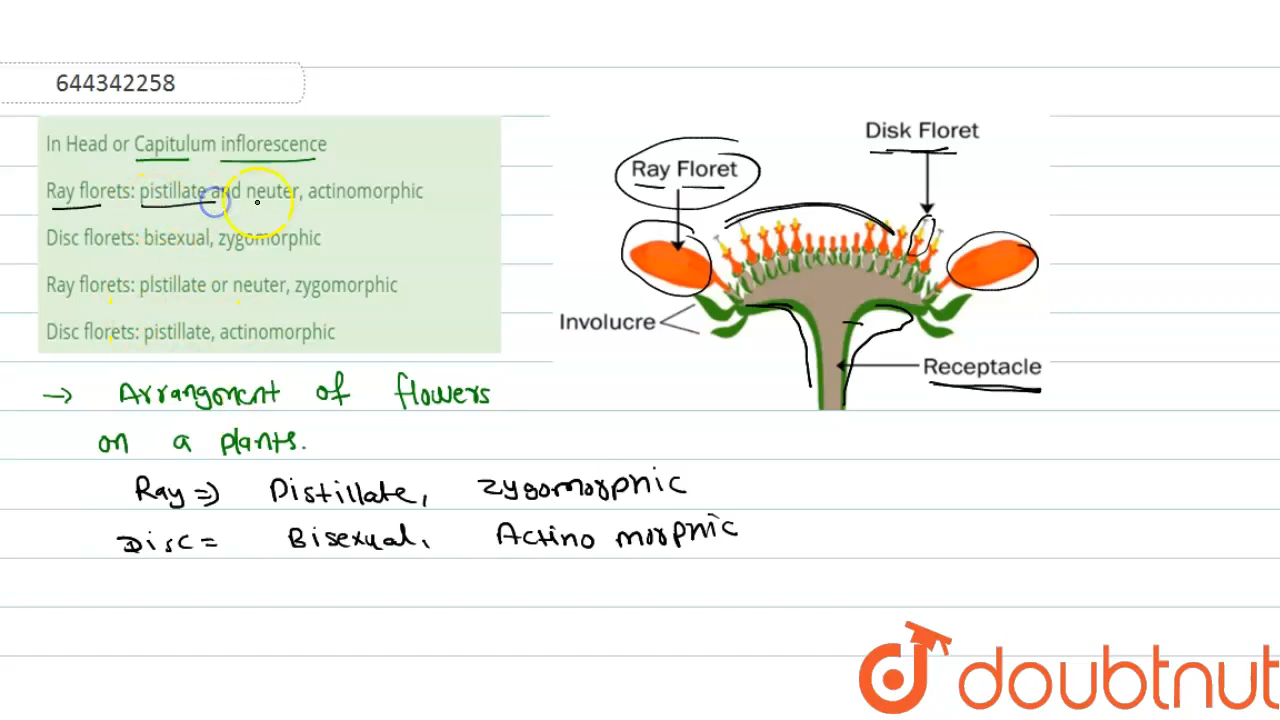 644342258
In Head or Capitulum inflorescence
Ray florets: pistillate and neuter, actinomorphic
Disc florets: bisexual, zygomorphic
Ray florets: plstillate or neuter, zygomorphic
Disc florets: pistillate, actinomorphic
Disk Floret
Ray Floret
Involucre
Receptacle
→ Arrangement of flowers
on a plants.
Ray ⇒ Pistillate, Zygomorphic
Disc = Bisexual, Actino morphic
doubtnut